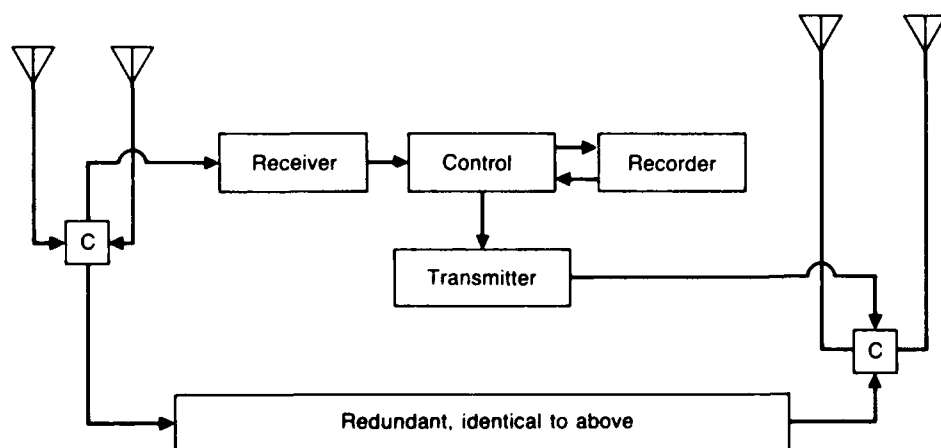 Receiver
Control
Recorder
C
Transmitter
C
Redundant, identical to above